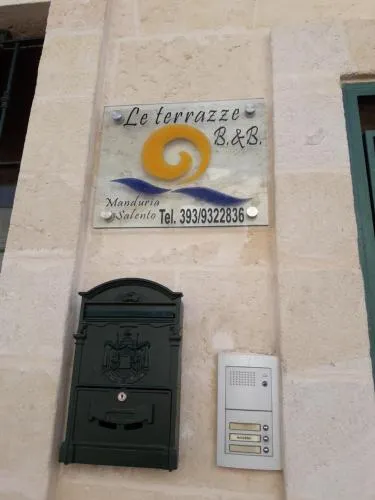 Le terrazze
B.&B.
Manduria
Salento Tel. 393/9322836